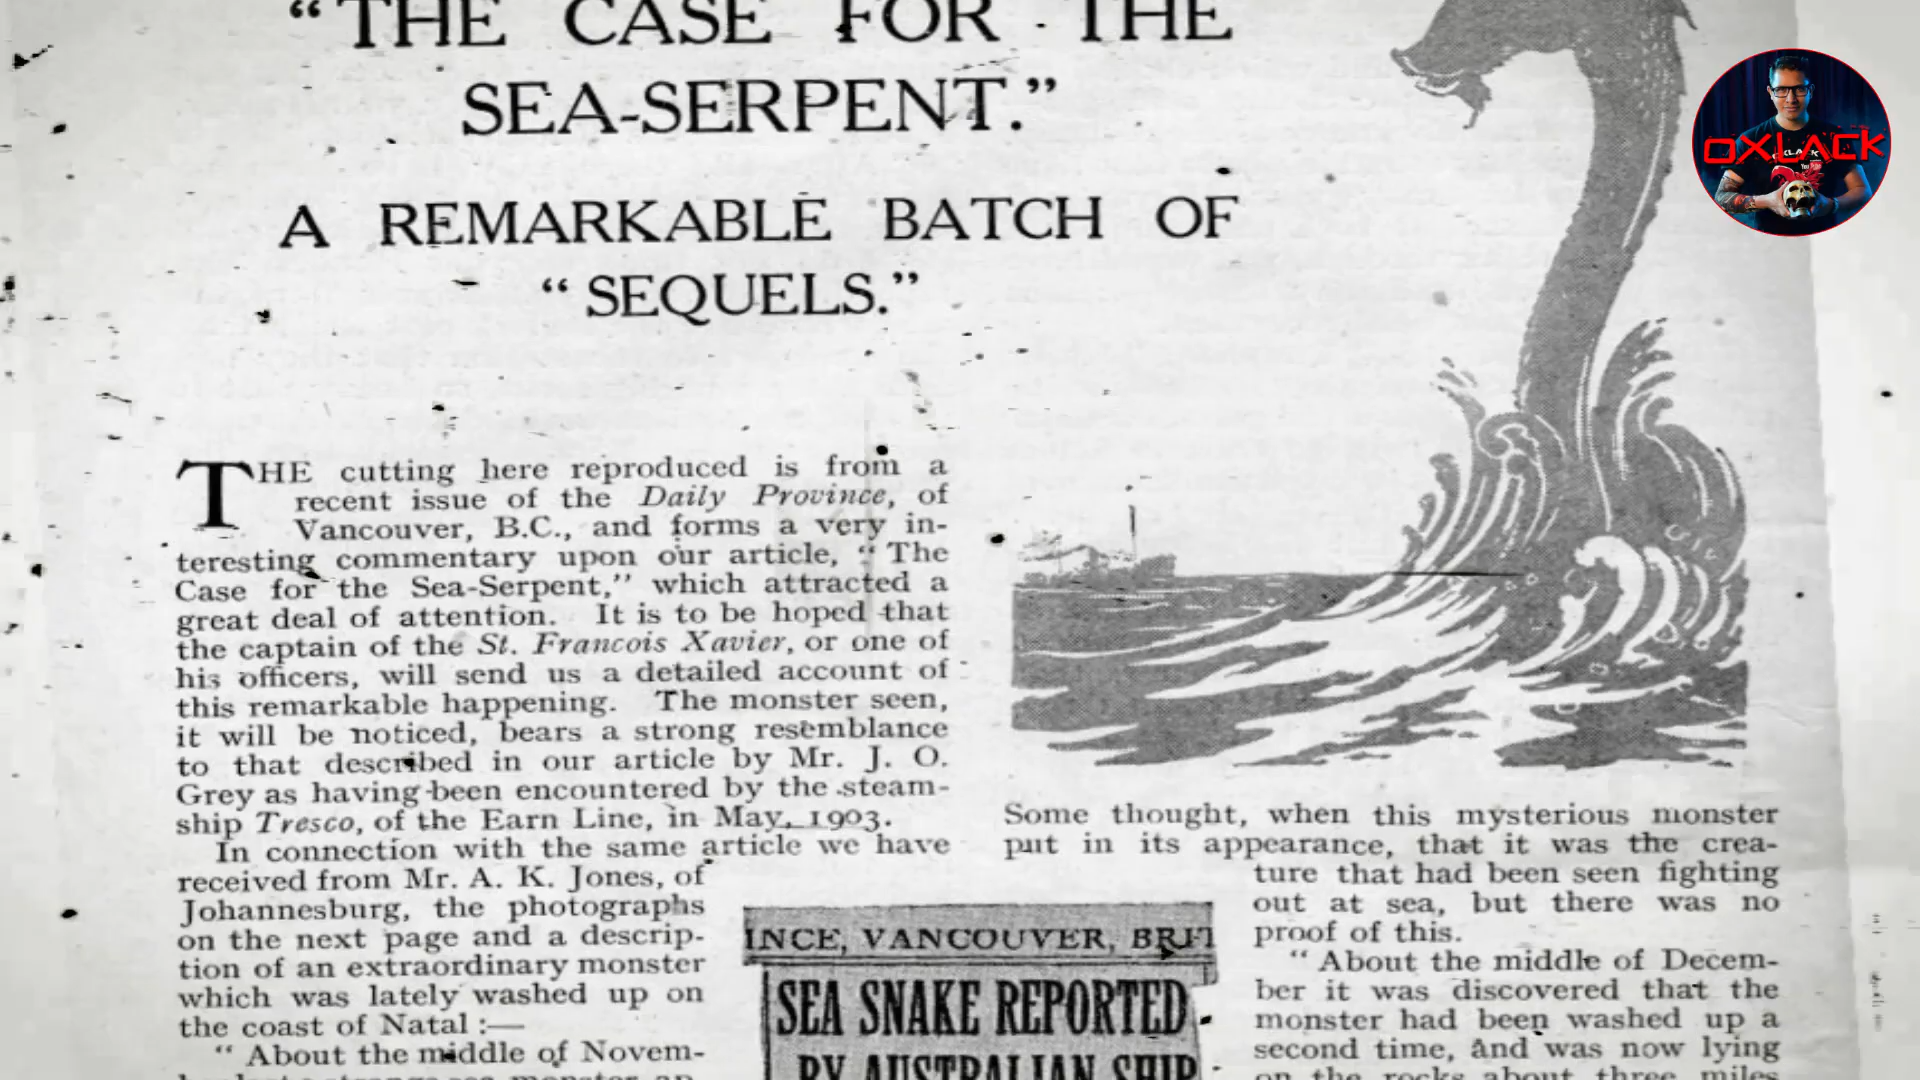 “THE CASE FOR THE
SEA-SERPENT.”
A REMARKABLE BATCH OF
“SEQUELS.”
THE cutting here reproduced is from a
recent issue of the Daily Province, of
Vancouver, B.C., and forms a very in-
teresting commentary upon our article, “The
Case for the Sea-Serpent,” which attracted a
great deal of attention. It is to be hoped that
the captain of the St. Francois Xavier, or one of
his officers, will send us a detailed account of
this remarkable happening. The monster seen,
it will be noticed, bears a strong resemblance
to that described in our article by Mr. J. O.
Grey as having been encountered by the steam-
ship Tresco, of the Earn Line, in May, 1903.
In connection with the same article we have
received from Mr. A. K. Jones, of
Johannesburg, the photographs
on the next page and a descrip-
tion of an extraordinary monster
which was lately washed up on
the coast of Natal :—
“About the middle of Novem-
INCE, VANCOUVER, BRIT
SEA SNAKE REPORTED
BY AUSTRALIAN SHIP
Some thought, when this mysterious monster
put in its appearance, that it was the crea-
ture that had been seen fighting
out at sea, but there was no
proof of this.
“About the middle of Decem-
ber it was discovered that the
monster had been washed up a
second time, and was now lying
on the rocks about three miles
OXLACK